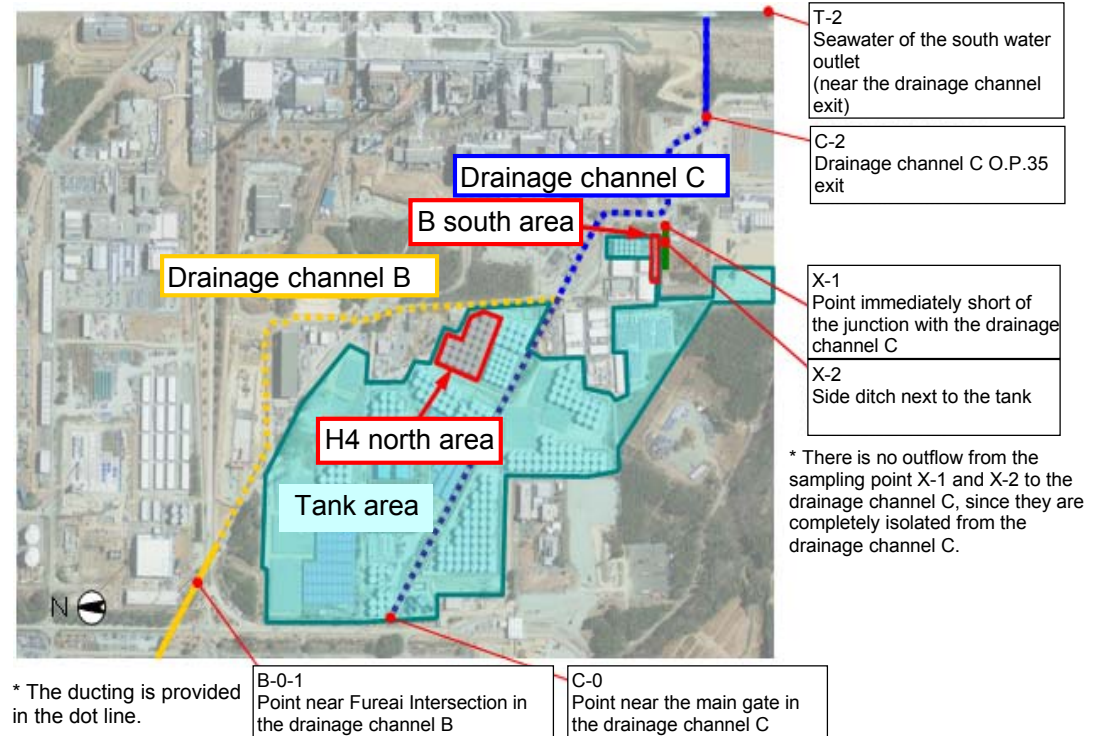 T-2
Seawater of the south water
outlet
(near the drainage channel
exit)
C-2
Drainage channel C O.P.35
exit
Drainage channel C
B south area
Drainage channel B
X-1
Point immediately short of
the junction with the drainage
channel C
X-2
Side ditch next to the tank
H4 north area
* There is no outflow from the
sampling point X-1 and X-2 to the
drainage channel C, since they are
completely isolated from the
drainage channel C.
Tank area
N
* The ducting is provided
in the dot line.
B-0-1
Point near Fureai Intersection in
the drainage channel B
C-0
Point near the main gate in
the drainage channel C